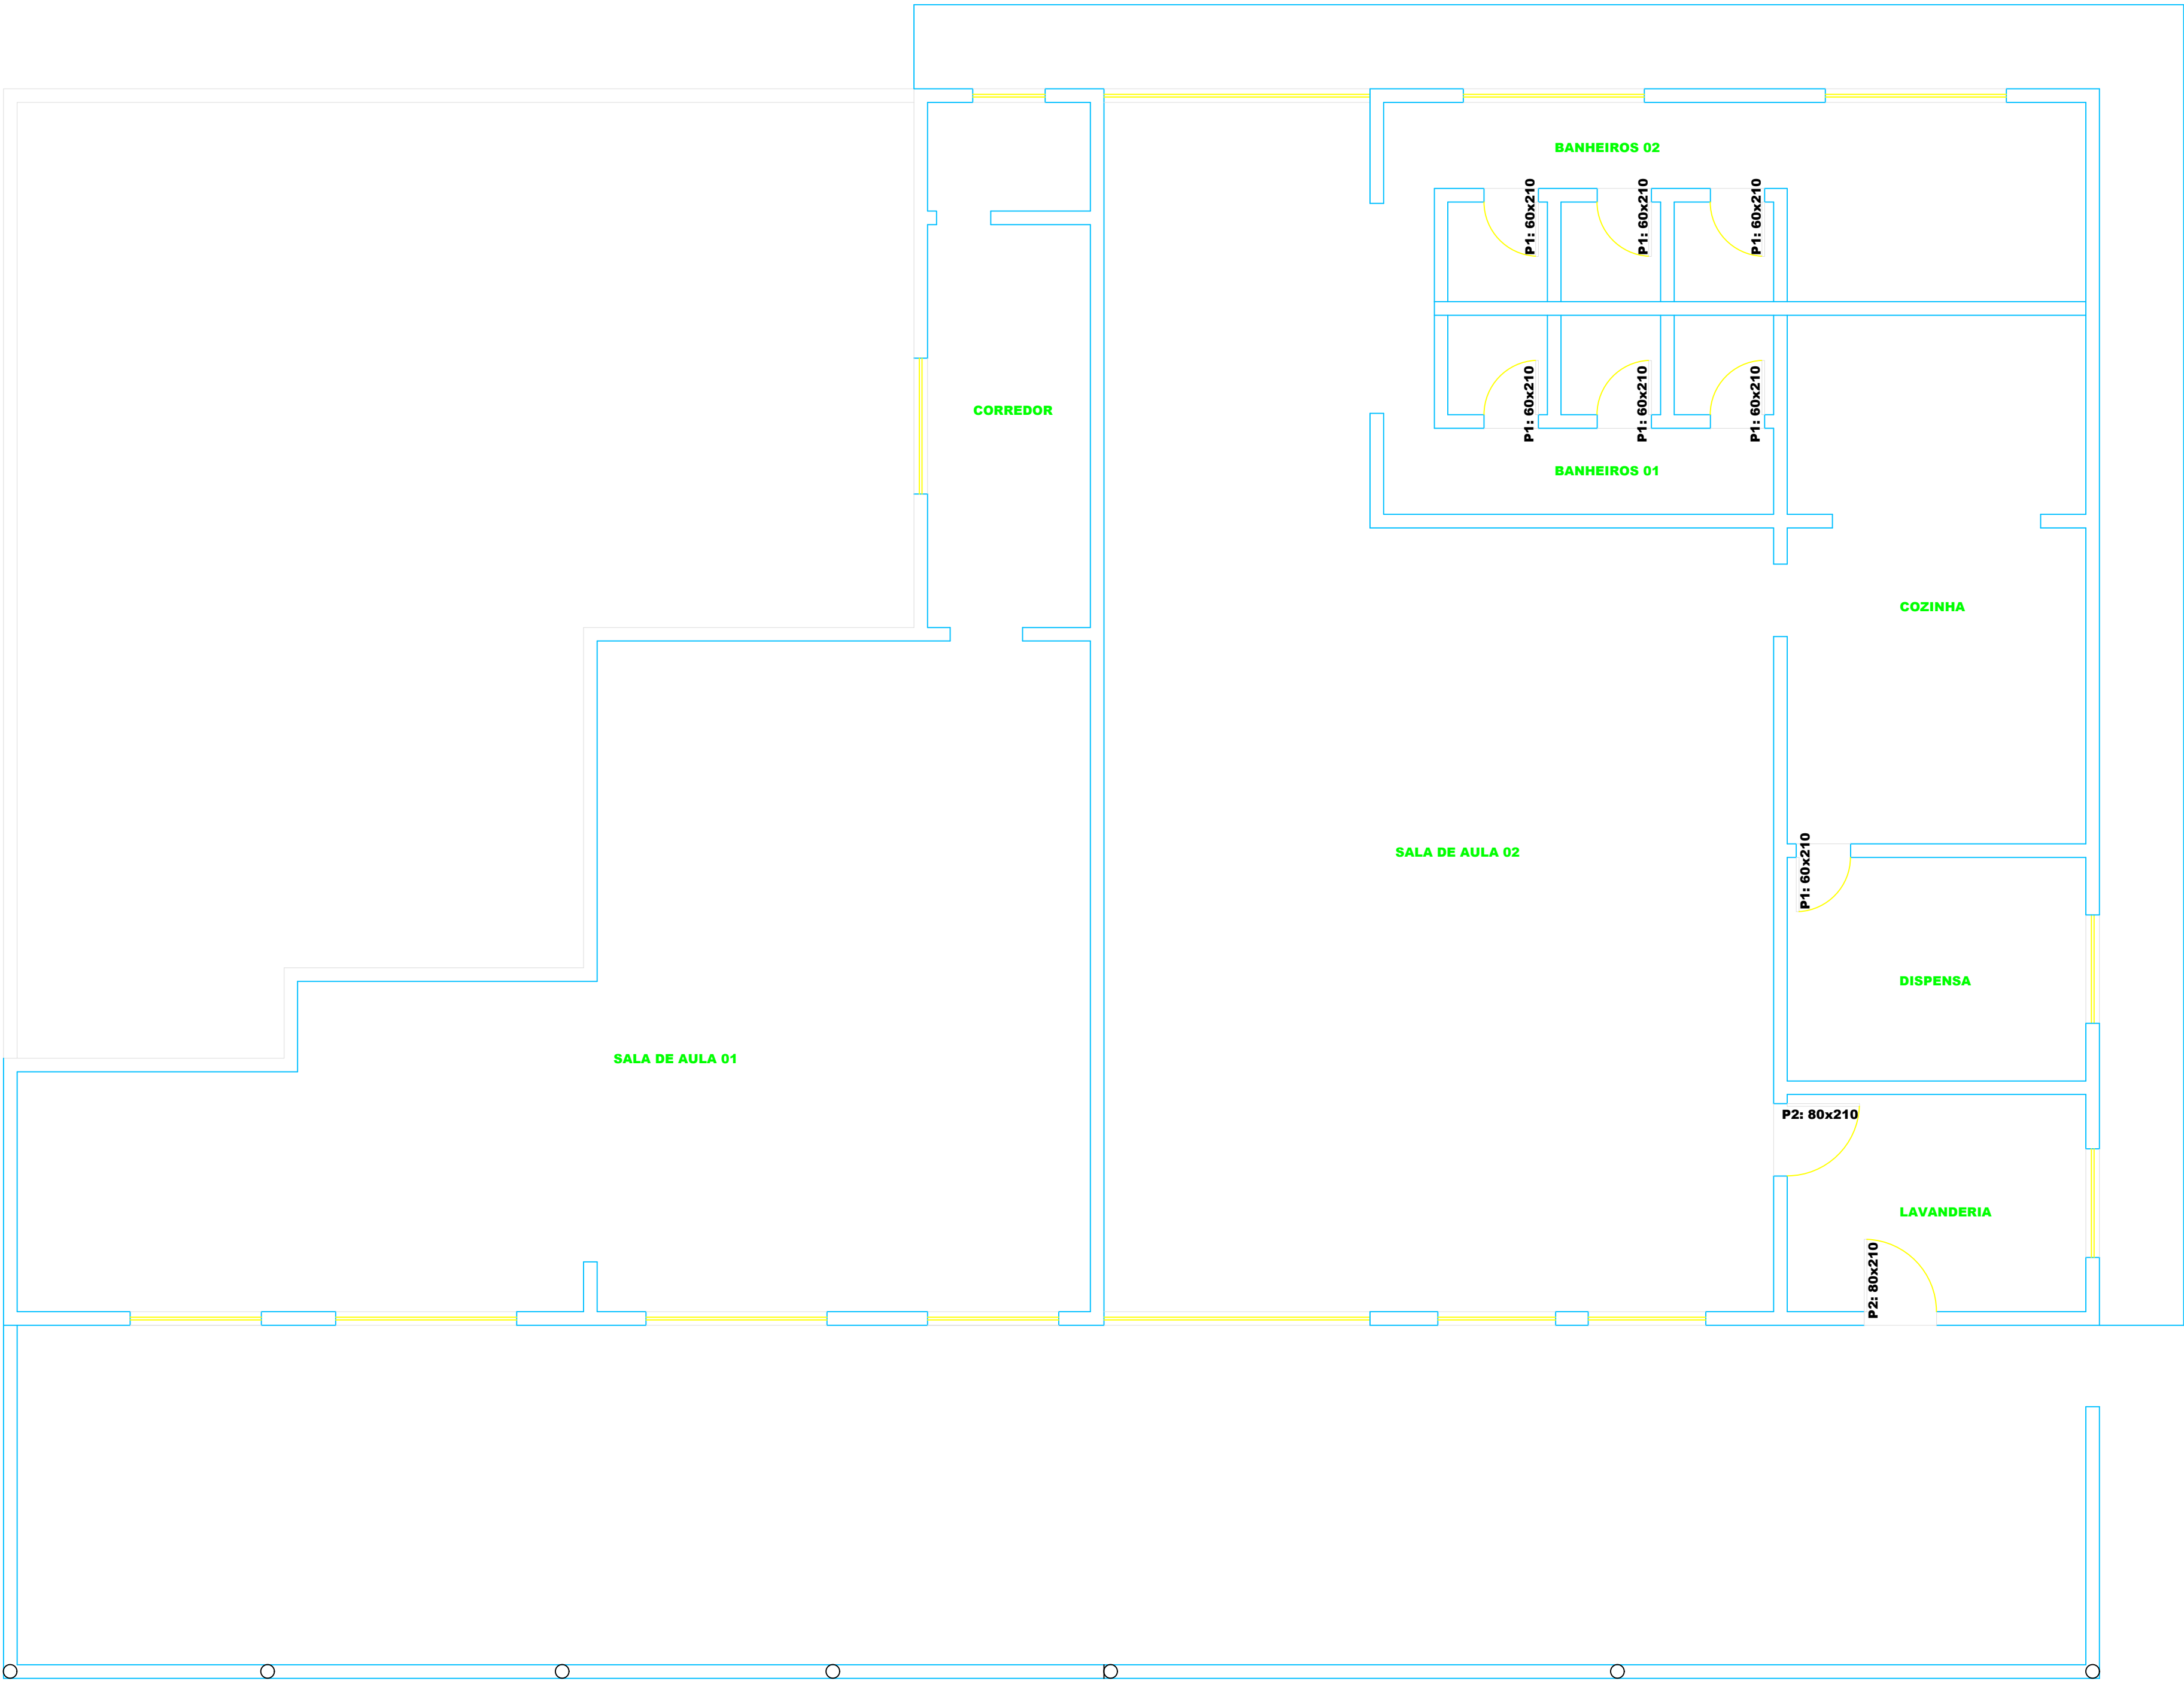 BANHEIROS 02
P1: 60x210
P1: 60x210
P1: 60x210
P1: 60x210
P1: 60x210
P1: 60x210
CORREDOR
BANHEIROS 01
COZINHA
SALA DE AULA 02
P1: 60x210
DISPENSA
SALA DE AULA 01
P2: 80x210
LAVANDERIA
P2: 80x210